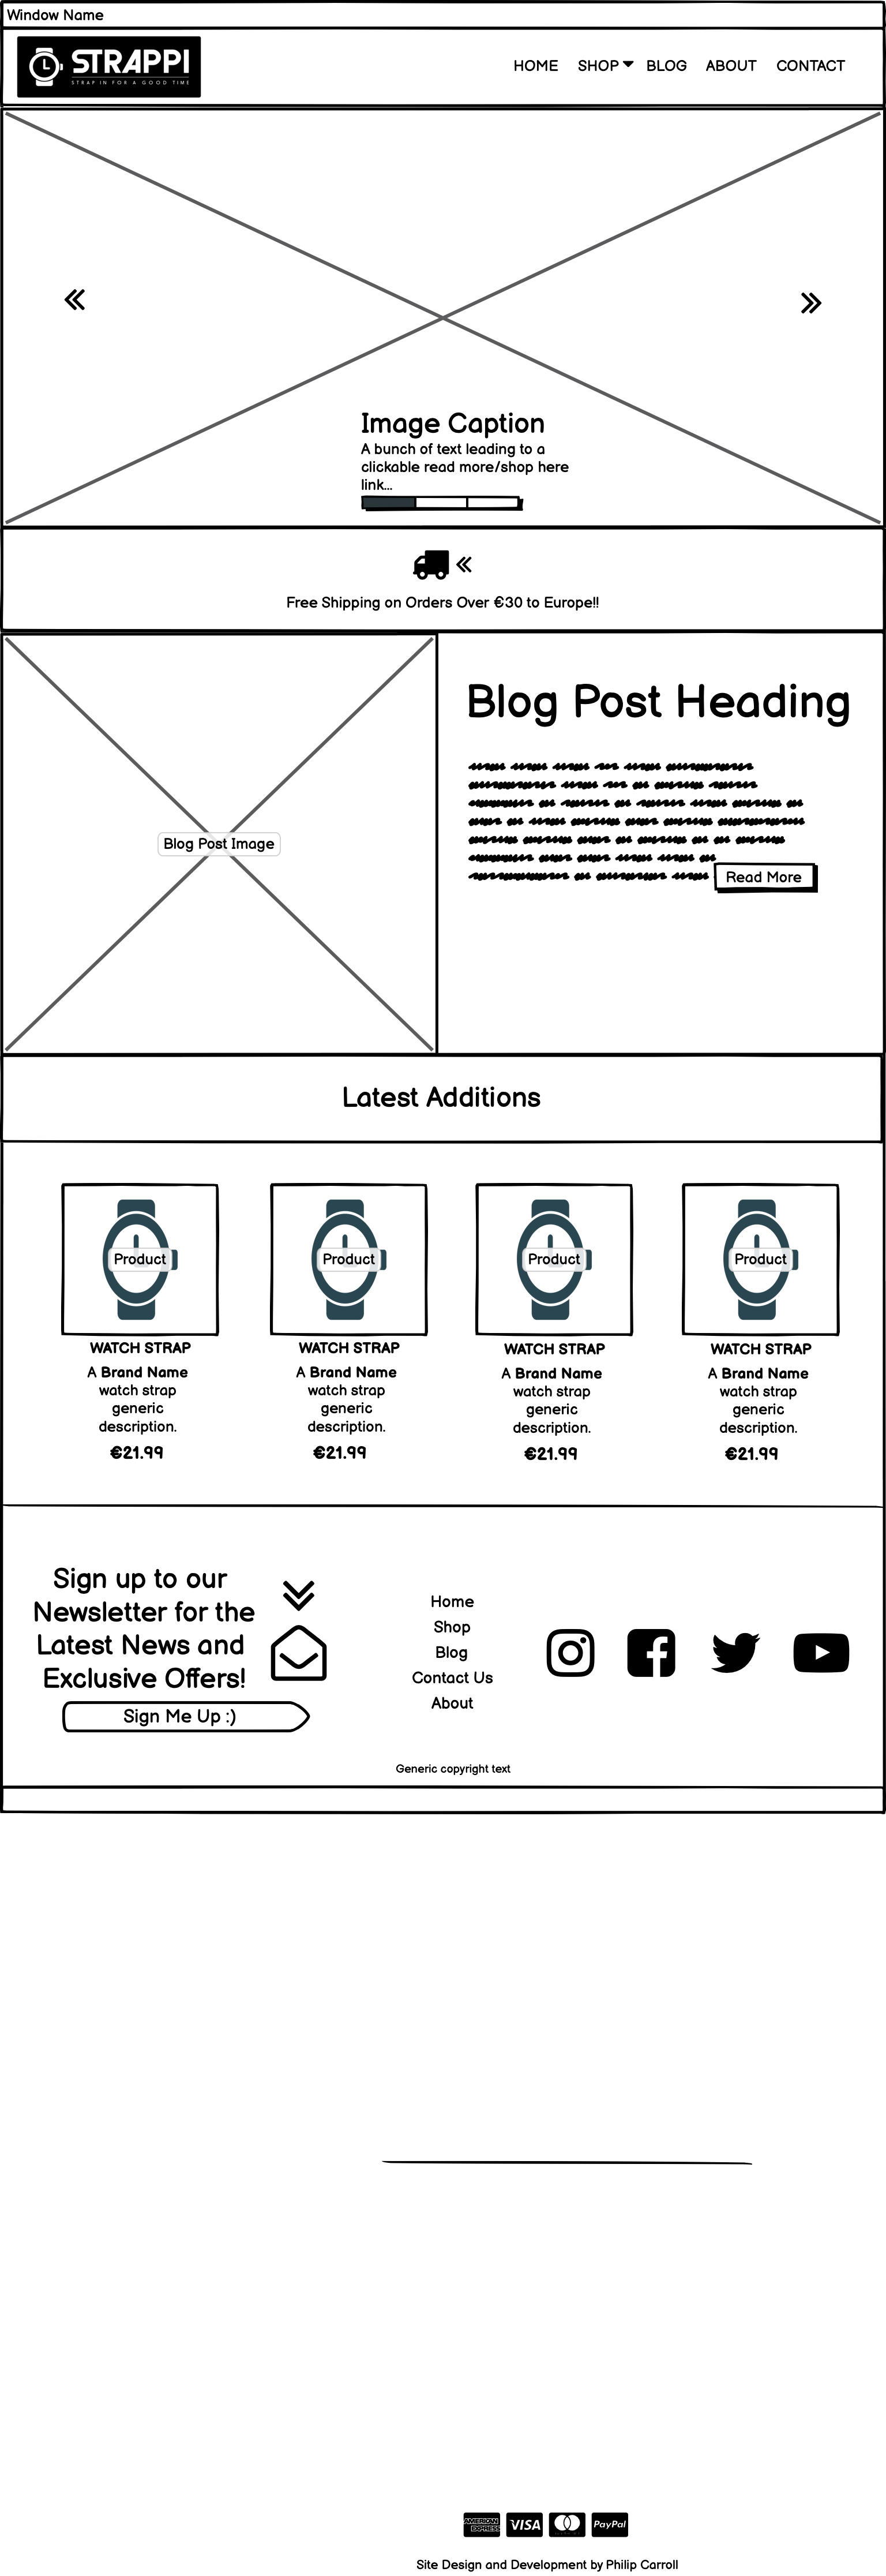 Window Name
STRAPPI
STRAP IN FOR A GOOD TIME
HOME SHOP BLOG ABOUT CONTACT
Image Caption
A bunch of text leading to a
clickable read more/shop here
link...
Free Shipping on Orders Over €30 to Europe!!
Blog Post Image
Blog Post Heading
Read More
Latest Additions
Product Product Product Product
WATCH STRAP WATCH STRAP WATCH STRAP WATCH STRAP
A Brand Name A Brand Name A Brand Name A Brand Name
watch strap watch strap watch strap watch strap
generic generic generic generic
description. description. description. description.
€21.99 €21.99 €21.99 €21.99
Sign up to our
Newsletter for the
Latest News and
Exclusive Offers!
Sign Me Up :)
Home
Shop
Blog
Contact Us
About
Generic copyright text
AMERICAN EXPRESS VISA PayPal
Site Design and Development by Philip Carroll